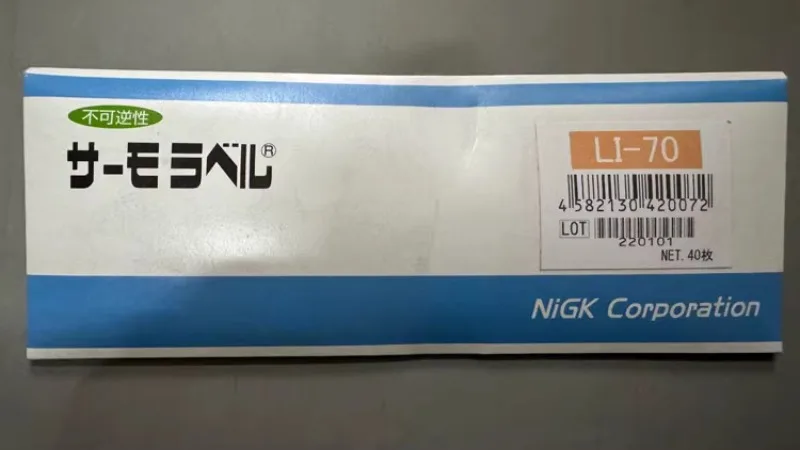 不可逆性
サーモラベル®
LI-70
4 582130 420072
LOT
220101
NET. 40枚
NiGK Corporation